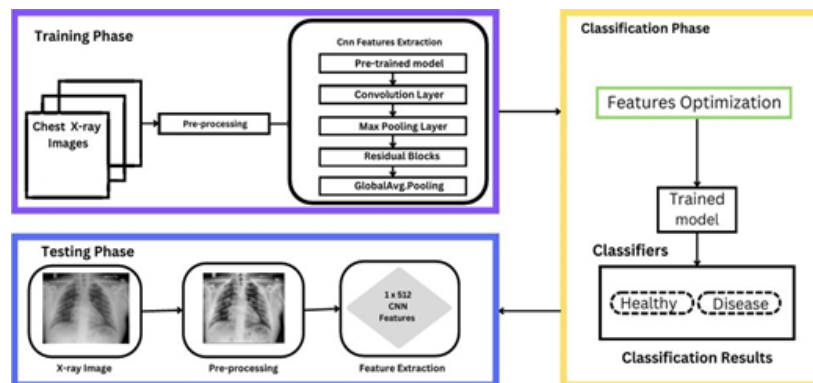 Training Phase
Chest X-ray
Images
Pre-processing
Cnn Features Extraction
Pre-trained model
Convolution Layer
Max Pooling Layer
Residual Blocks
GlobalAvg.Pooling
Classification Phase
Features Optimization
Trained
model
Classifiers
Healthy
Disease
Classification Results
Testing Phase
X-ray Image
Pre-processing
1 x 512
CNN
Features
Feature Extraction